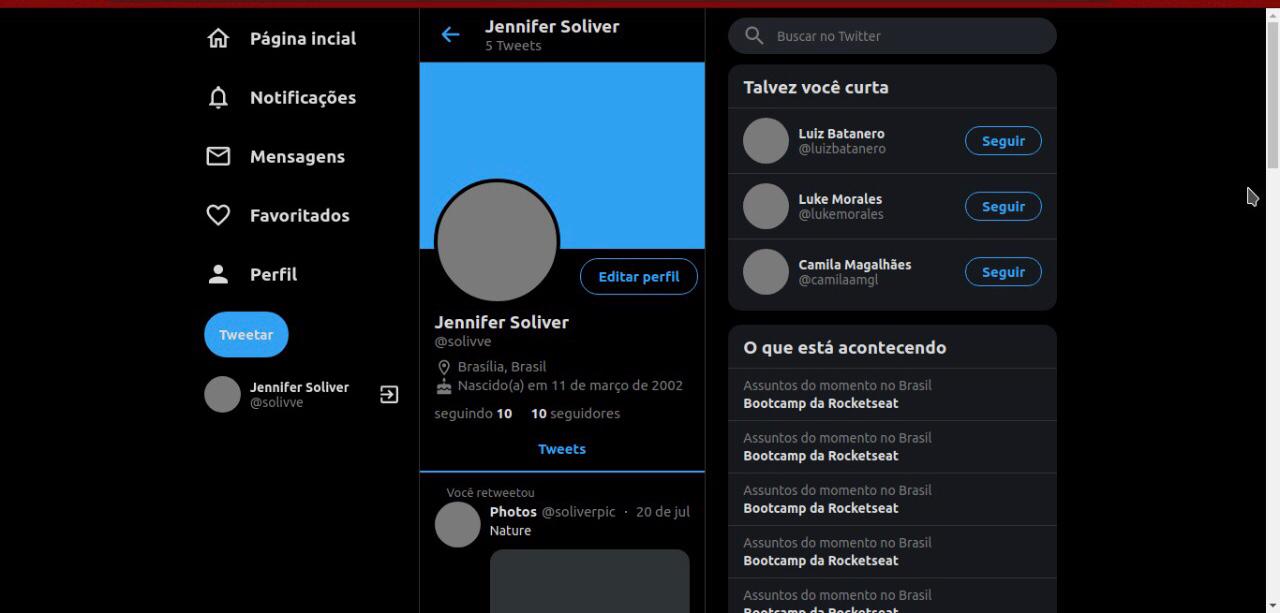 Página incial
Notificações
Mensagens
Favoritados
Perfil
Tweetar
Jennifer Soliver
@solivve
Jennifer Soliver
5 Tweets
Editar perfil
Jennifer Soliver
@solivve
Brasília, Brasil
Nascido(a) em 11 de março de 2002
seguindo 10 10 seguidores
Tweets
Você retweetou
Photos @soliverpic · 20 de jul
Nature
Buscar no Twitter
Talvez você curta
Luiz Batanero
@luizbatanero
Seguir
Luke Morales
@lukemorales
Seguir
Camila Magalhães
@camilaamgl
Seguir
O que está acontecendo
Assuntos do momento no Brasil
Bootcamp da Rocketseat
Assuntos do momento no Brasil
Bootcamp da Rocketseat
Assuntos do momento no Brasil
Bootcamp da Rocketseat
Assuntos do momento no Brasil
Bootcamp da Rocketseat
Assuntos do momento no Brasil
Bootcamp da Rocketseat